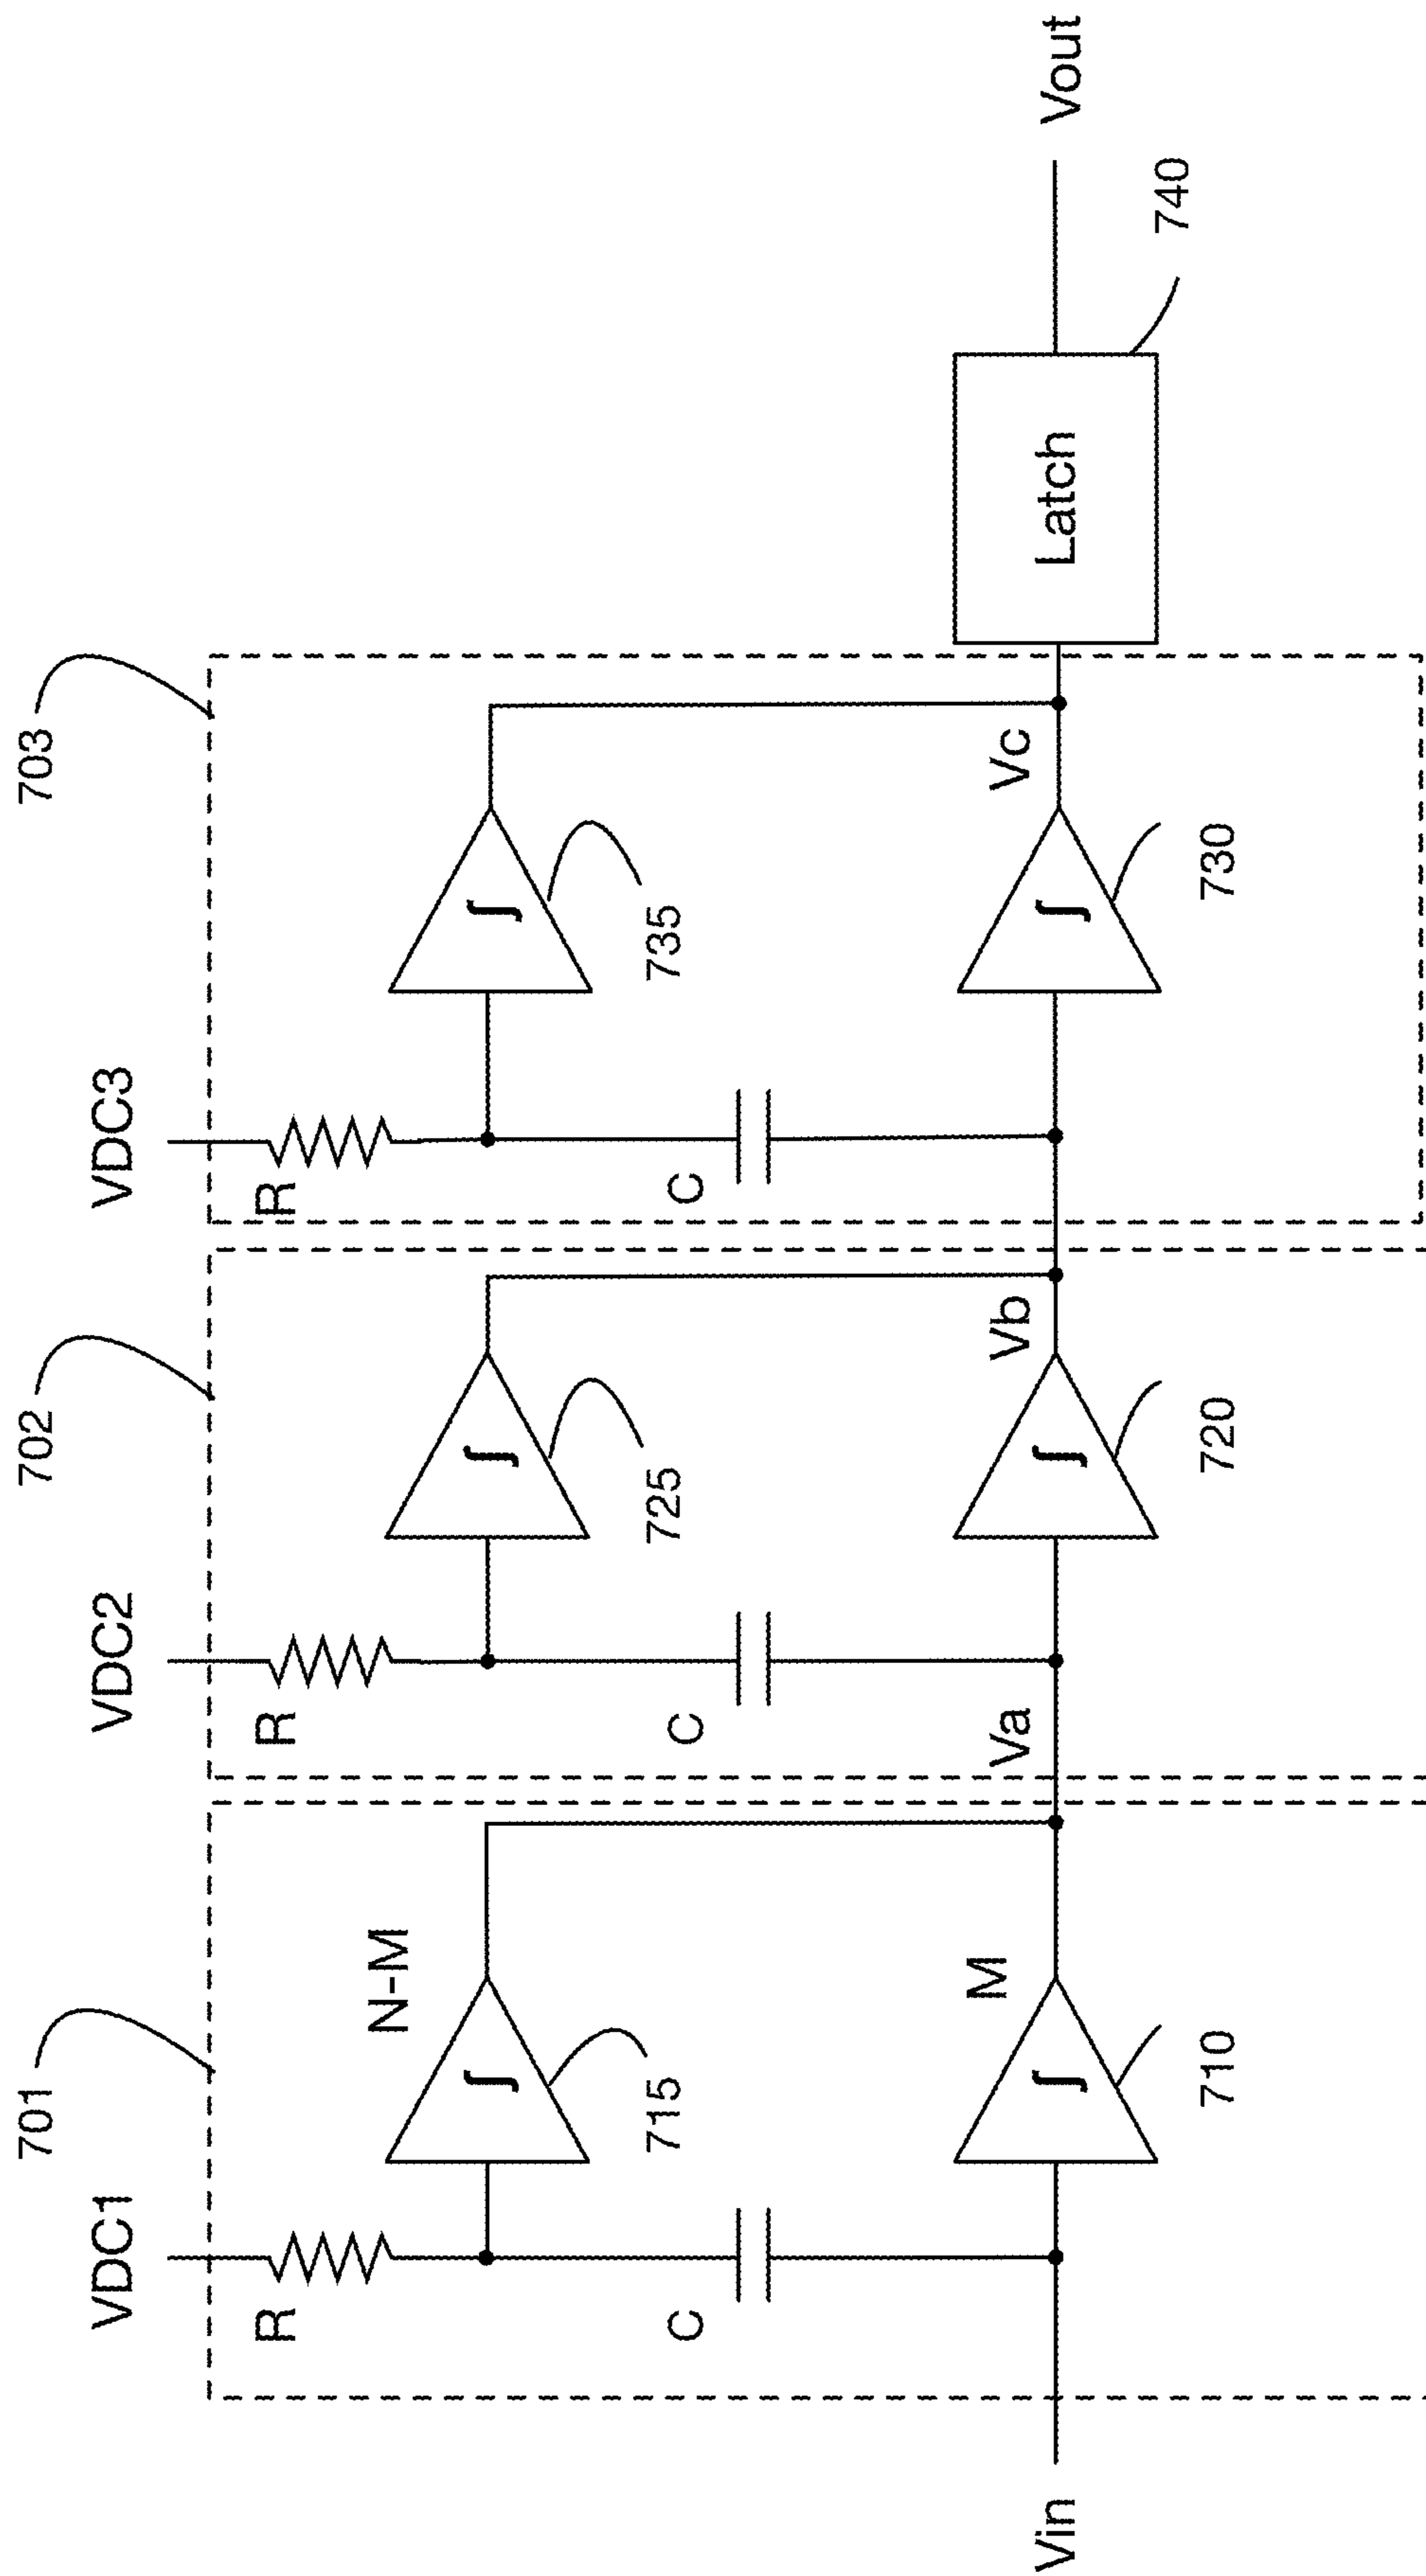 701
702
703
VDC1
VDC2
VDC3
R
R
R
N-M
∫
∫
∫
715
725
735
C
C
C
Va
Vb
Vc
M
∫
∫
∫
Latch
Vin
Vout
710
720
730
740